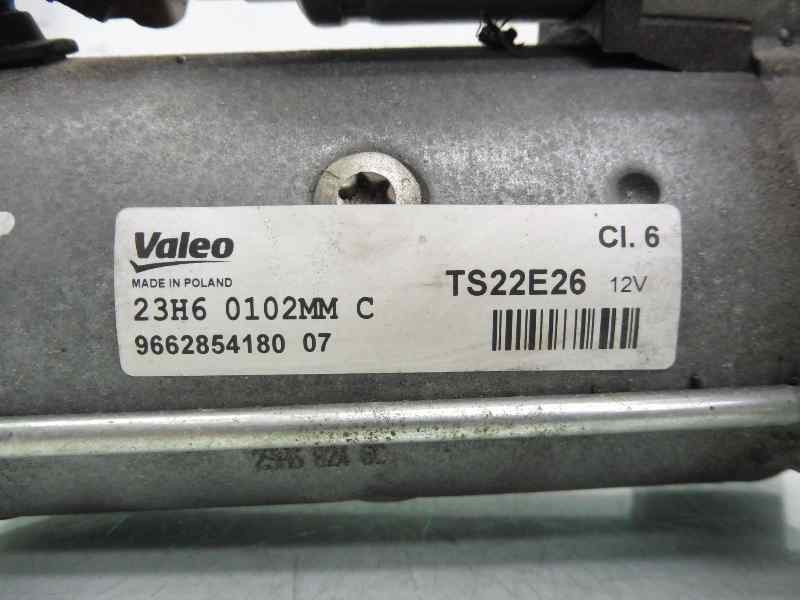 Valeo
Cl. 6
MADE IN POLAND
TS22E26 12V
23H6 0102MM C
9662854180 07